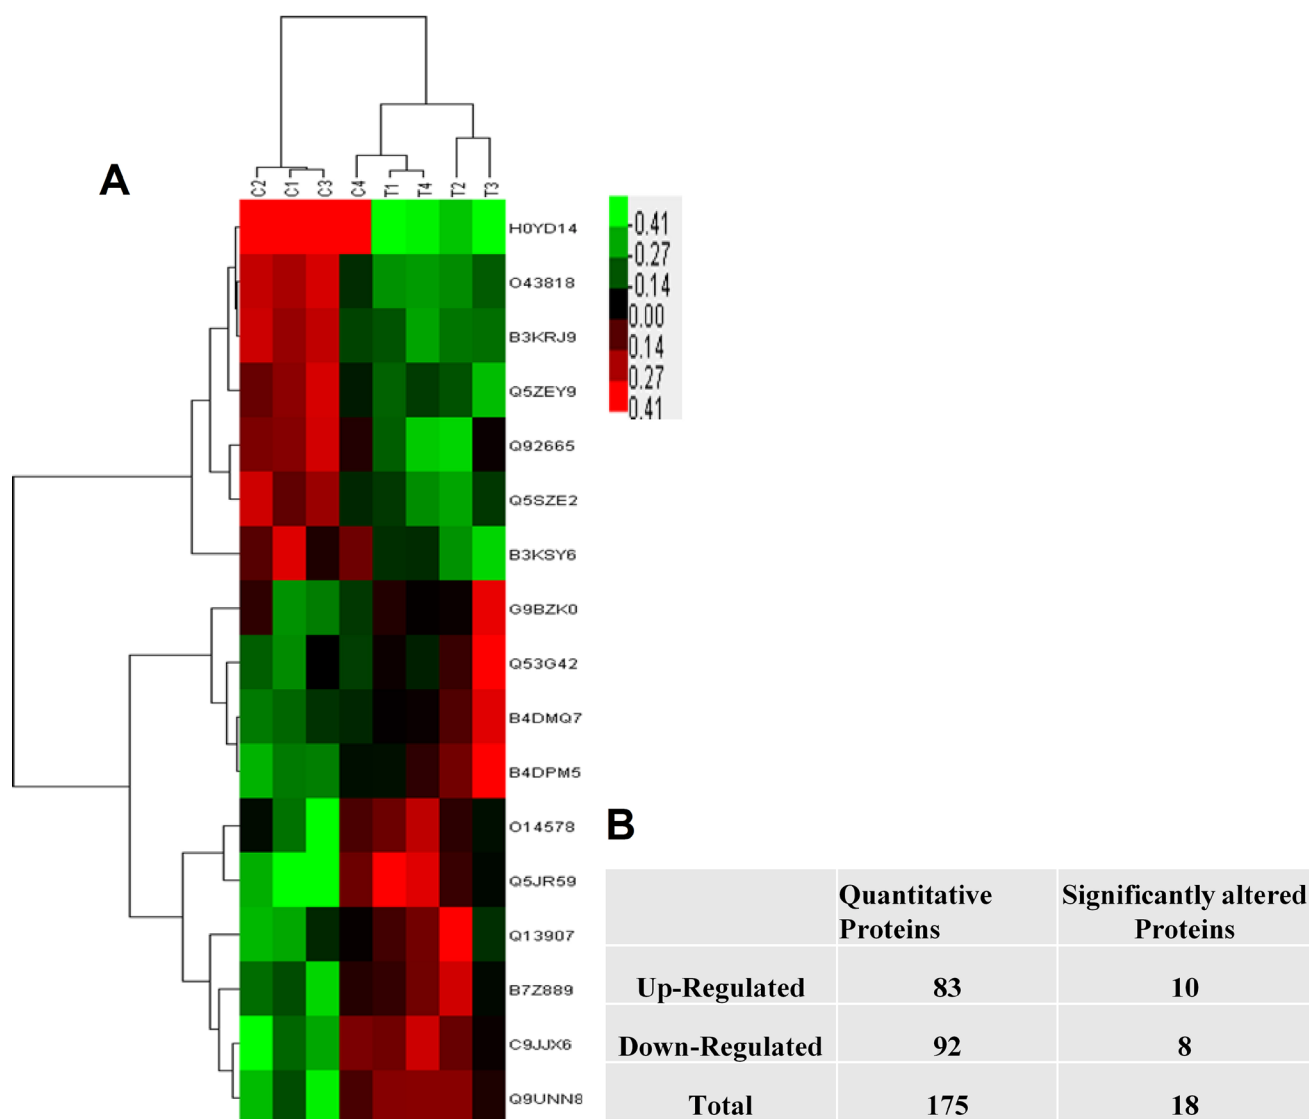 A
C2 C1 C3 C4 T1 T4 T2 T3
H0YD14
O43818
B3KRJ9
Q5ZEY9
Q92665
Q5SZE2
B3KSY6
G9BZK0
Q53G42
B4DMQ7
B4DPM5
O14578
Q5JR59
Q13907
B7Z889
C9JJX6
Q9UNN8
-0.41
-0.27
-0.14
0.00
0.14
0.27
0.41
B
Quantitative Proteins
Significantly altered Proteins
Up-Regulated 83 10
Down-Regulated 92 8
Total 175 18